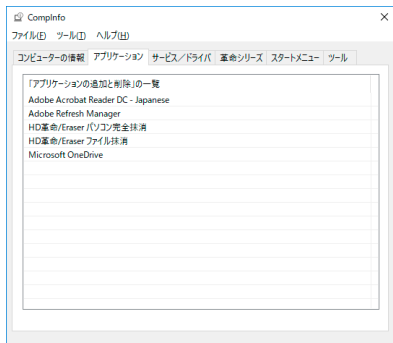 CompInfo
ファイル(F) ツール(T) ヘルプ(H)
コンピューターの情報 アプリケーション サービス／ドライバ 革命シリーズ スタートメニュー ツール
「アプリケーションの追加と削除」の一覧
Adobe Acrobat Reader DC - Japanese
Adobe Refresh Manager
HD革命/Eraser パソコン完全抹消
HD革命/Eraser ファイル抹消
Microsoft OneDrive